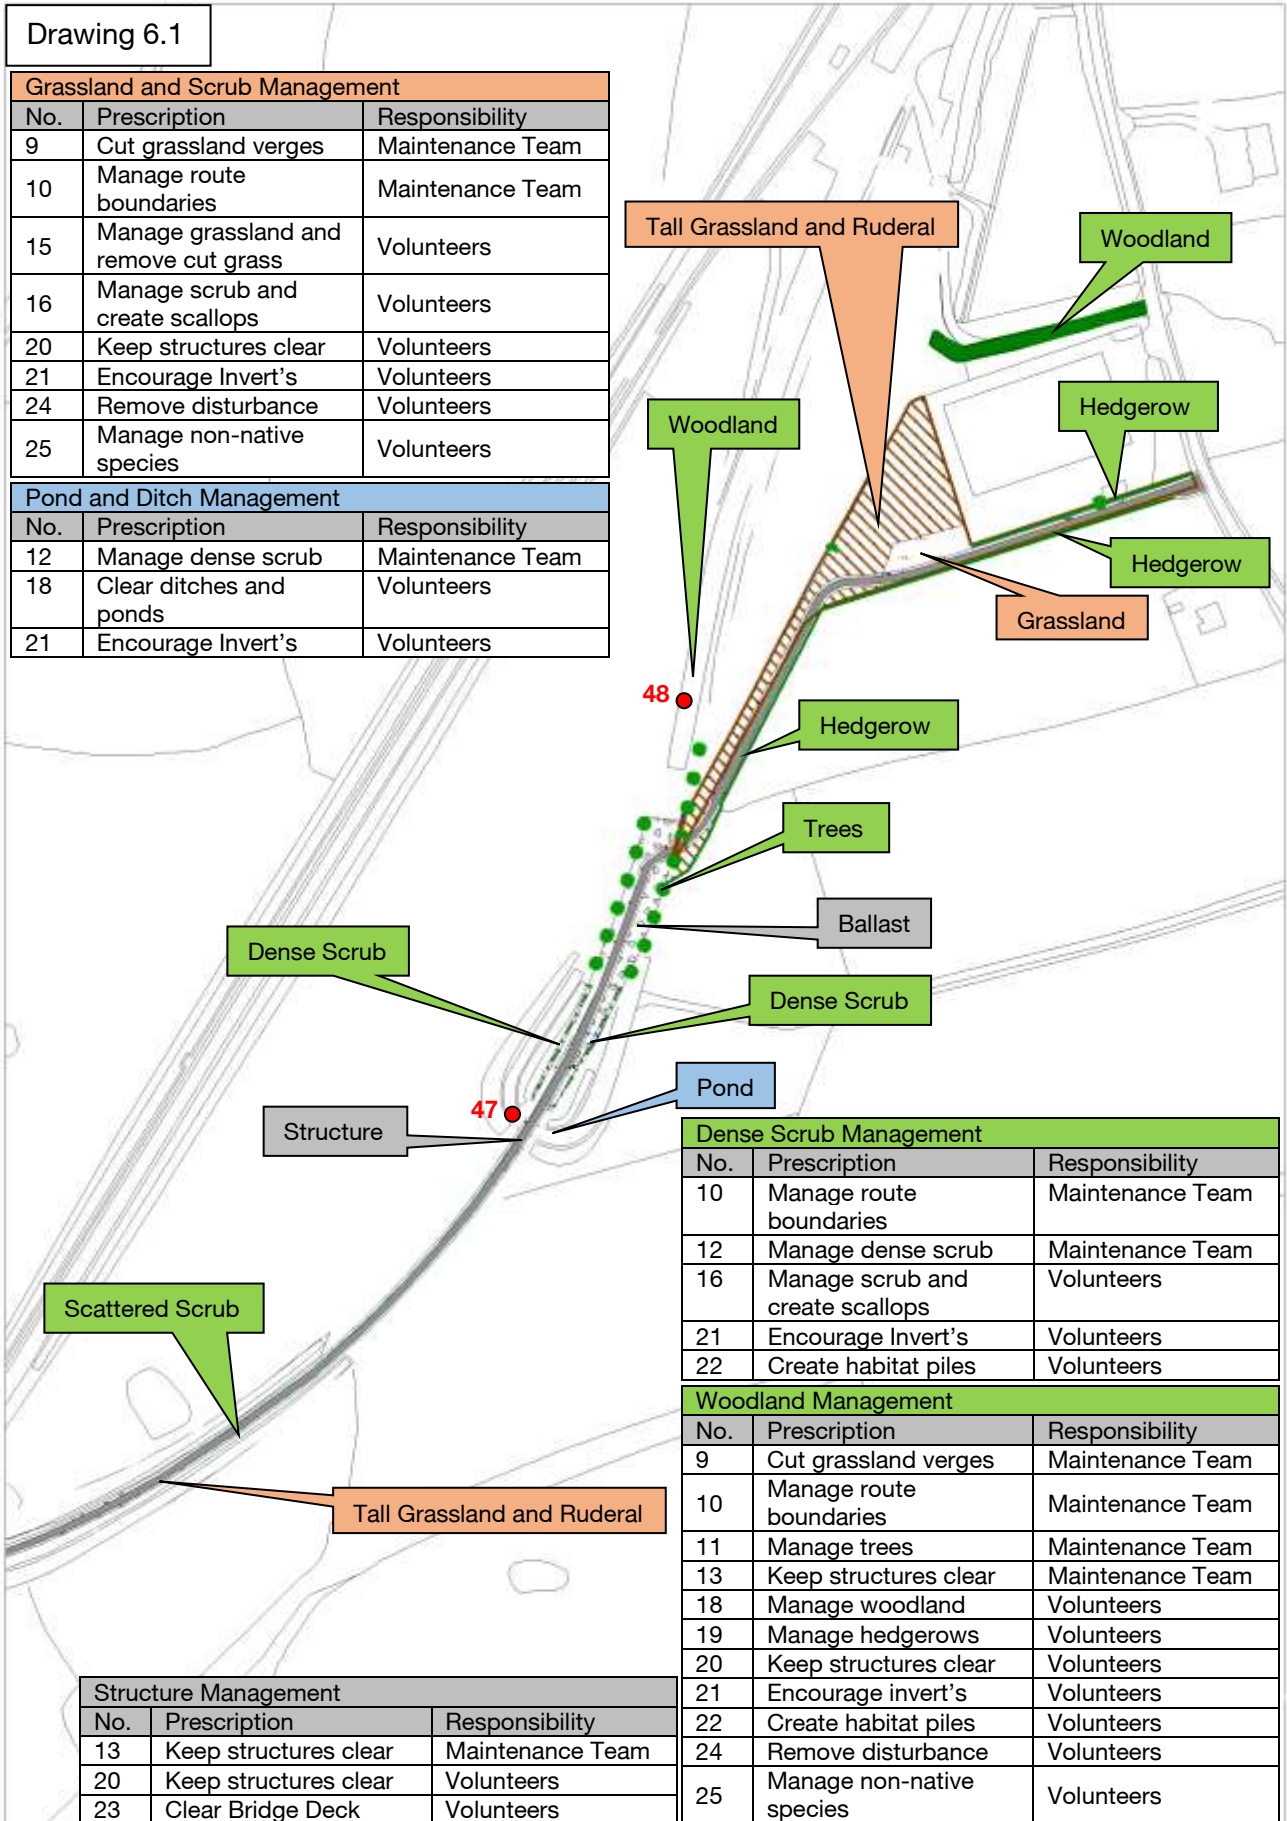 Drawing 6.1
Grassland and Scrub Management
No. Prescription Responsibility
9 Cut grassland verges Maintenance Team
10 Manage route boundaries Maintenance Team
15 Manage grassland and remove cut grass Volunteers
16 Manage scrub and create scallops Volunteers
20 Keep structures clear Volunteers
21 Encourage Invert's Volunteers
24 Remove disturbance Volunteers
25 Manage non-native species Volunteers
Pond and Ditch Management
No. Prescription Responsibility
12 Manage dense scrub Maintenance Team
18 Clear ditches and ponds Volunteers
21 Encourage Invert's Volunteers
Tall Grassland and Ruderal
Woodland
Woodland
Hedgerow
Hedgerow
Grassland
48
Hedgerow
Trees
Ballast
Dense Scrub
Dense Scrub
Pond
47
Structure
Scattered Scrub
Tall Grassland and Ruderal
Dense Scrub Management
No. Prescription Responsibility
10 Manage route boundaries Maintenance Team
12 Manage dense scrub Maintenance Team
16 Manage scrub and create scallops Volunteers
21 Encourage Invert's Volunteers
22 Create habitat piles Volunteers
Woodland Management
No. Prescription Responsibility
9 Cut grassland verges Maintenance Team
10 Manage route boundaries Maintenance Team
11 Manage trees Maintenance Team
13 Keep structures clear Maintenance Team
18 Manage woodland Volunteers
19 Manage hedgerows Volunteers
20 Keep structures clear Volunteers
21 Encourage invert's Volunteers
22 Create habitat piles Volunteers
24 Remove disturbance Volunteers
25 Manage non-native species Volunteers
Structure Management
No. Prescription Responsibility
13 Keep structures clear Maintenance Team
20 Keep structures clear Volunteers
23 Clear Bridge Deck Volunteers